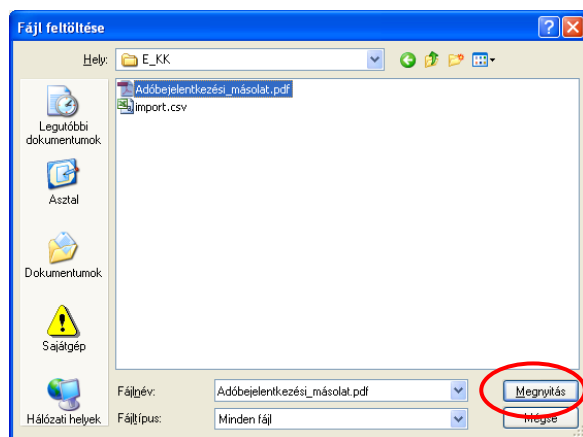 Fájl feltöltése
Hely:
E_KK
Adóbejelentkezési_másolat.pdf
import.csv
Legutóbbi
dokumentumok
Asztal
Dokumentumok
Sajátgép
Hálózati helyek
Fájlnév:
Adóbejelentkezési_másolat.pdf
Megnyitás
Fájltípus:
Minden fájl
Mégse